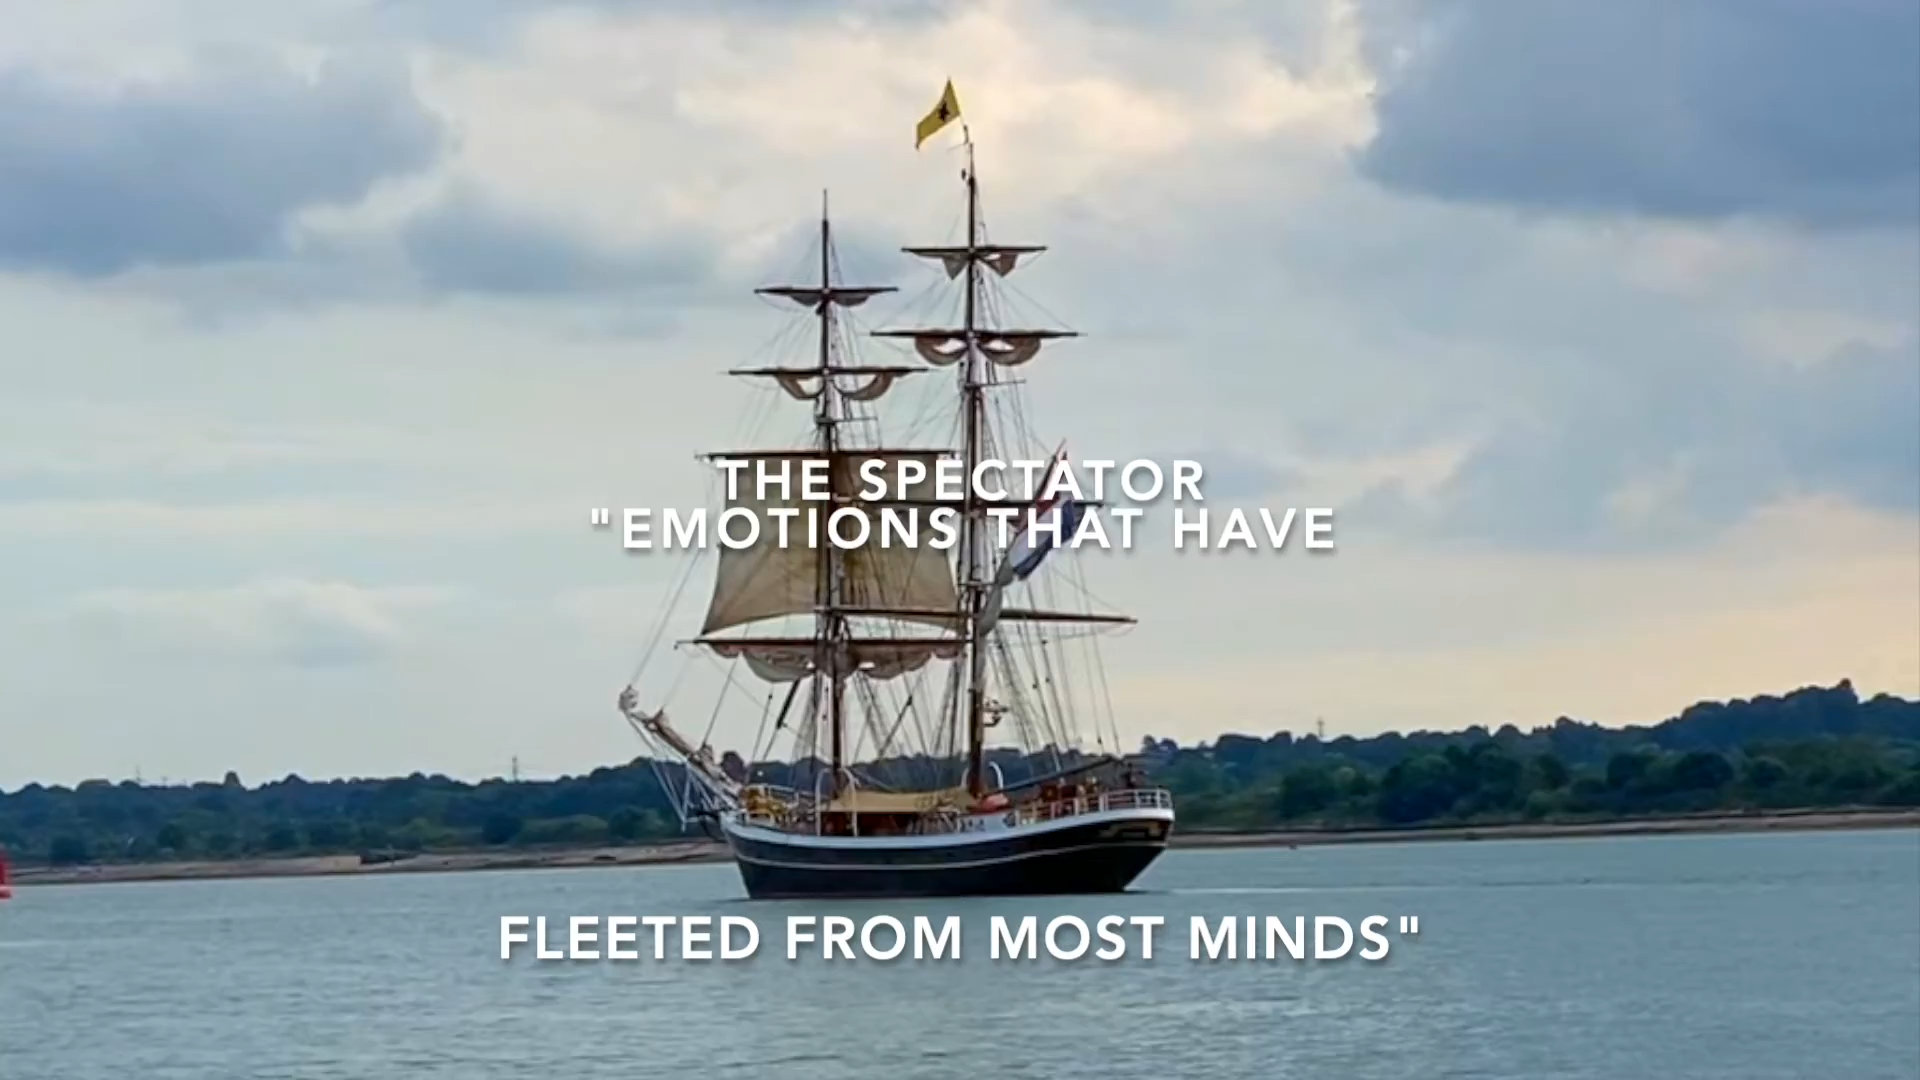 THE SPECTATOR
"EMOTIONS THAT HAVE
FLEETED FROM MOST MINDS"